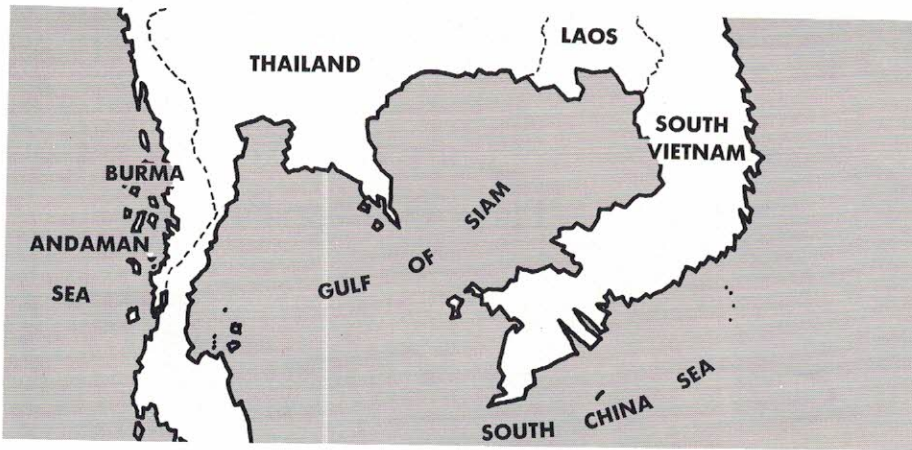 THAILAND
LAOS
SOUTH
VIETNAM
BURMA
ANDAMAN
SEA
GULF OF SIAM
SOUTH CHINA SEA